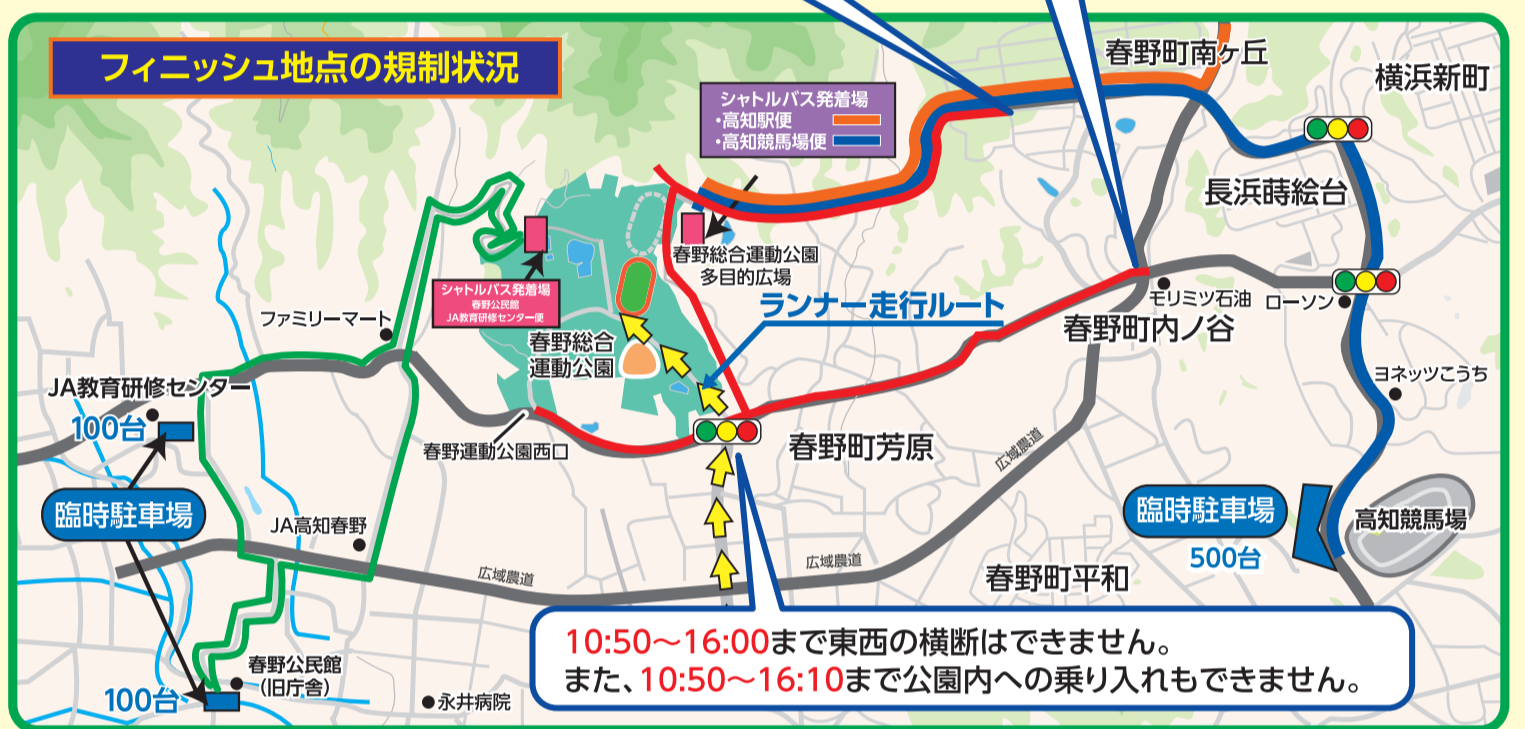 フィニッシュ地点の規制状況
春野町南ヶ丘
横浜新町
シャトルバス発着場
・高知駅便
・高知競馬場便
長浜蒔絵台
春野総合運動公園
多目的広場
シャトルバス発着場
春野公民館
JA教育研修センター便
ランナー走行ルート
モリミツ石油
ローソン
ファミリーマート
春野総合
運動公園
春野町内ノ谷
JA教育研修センター
100台
ヨネッツこうち
春野運動公園西口
春野町芳原
広域農道
臨時駐車場
JA高知春野
臨時駐車場
500台
高知競馬場
広域農道
広域農道
春野町平和
10:50～16:00まで東西の横断はできません。
また、10:50～16:10まで公園内への乗り入れもできません。
春野公民館
(旧庁舎)
100台
永井病院